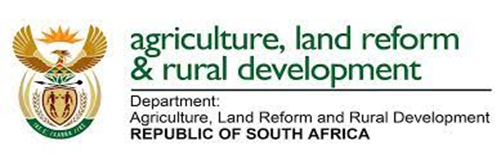 agriculture, land reform
& rural development
Department:
Agriculture, Land Reform and Rural Development
REPUBLIC OF SOUTH AFRICA